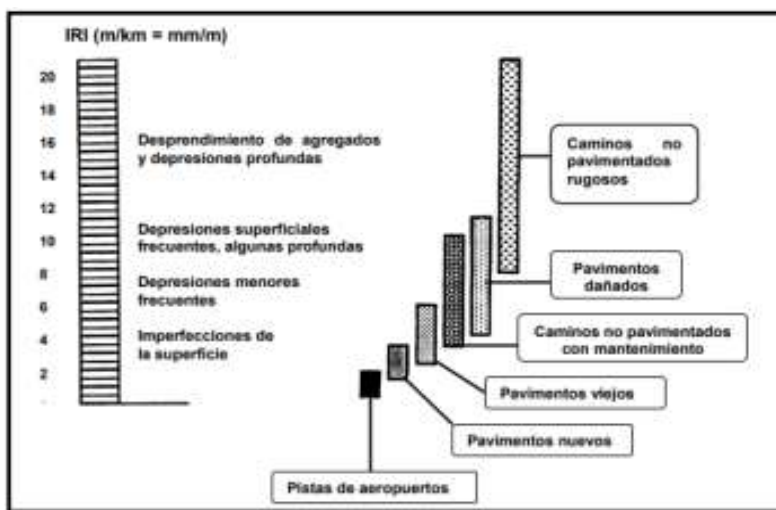 IRI (m/km = mm/m)
20
18
16
14
12
10
8
6
4
2
Desprendimiento de agregados
y depresiones profundas
Depresiones superficiales
frecuentes, algunas profundas
Depresiones menores
frecuentes
Imperfecciones de
la superficie
Caminos no
pavimentados
rugosos
Pavimentos
dañados
Caminos no pavimentados
con mantenimiento
Pavimentos viejos
Pavimentos nuevos
Pistas de aeropuertos